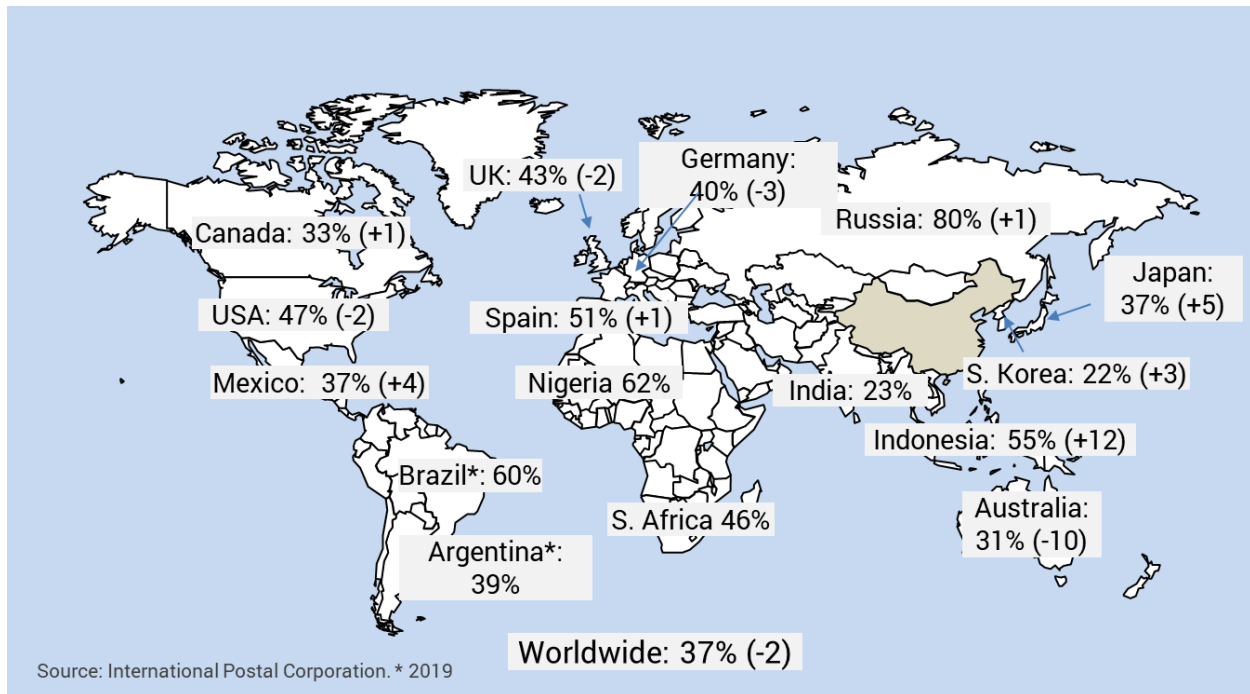 Germany:
40% (-3)
UK: 43% (-2)
Canada: 33% (+1)
Russia: 80% (+1)
Japan:
37% (+5)
USA: 47% (-2)
Spain: 51% (+1)
Mexico:  37% (+4)
Nigeria 62%
India: 23%
S. Korea: 22% (+3)
Indonesia: 55% (+12)
Brazil*: 60%
S. Africa 46%
Australia:
31% (-10)
Argentina*:
39%
Worldwide: 37% (-2)
Source: International Postal Corporation. * 2019